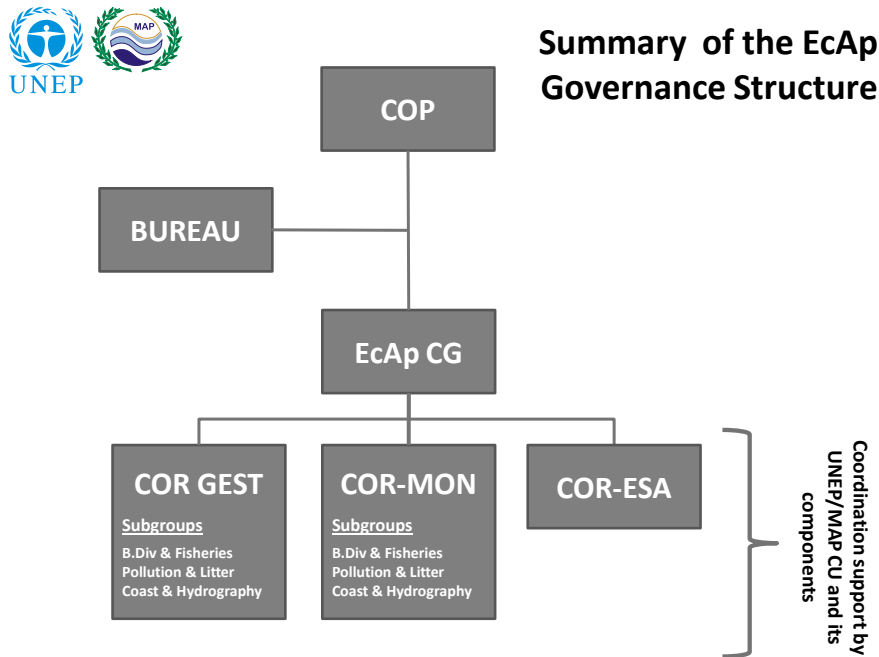 UNEP
MAP
Summary of the EcAp
Governance Structure
COP
BUREAU
EcAp CG
COR GEST
Subgroups
B.Div & Fisheries
Pollution & Litter
Coast & Hydrography
COR-MON
Subgroups
B.Div & Fisheries
Pollution & Litter
Coast & Hydrography
COR-ESA
Coordination support by
UNEP/MAP CU and its
components